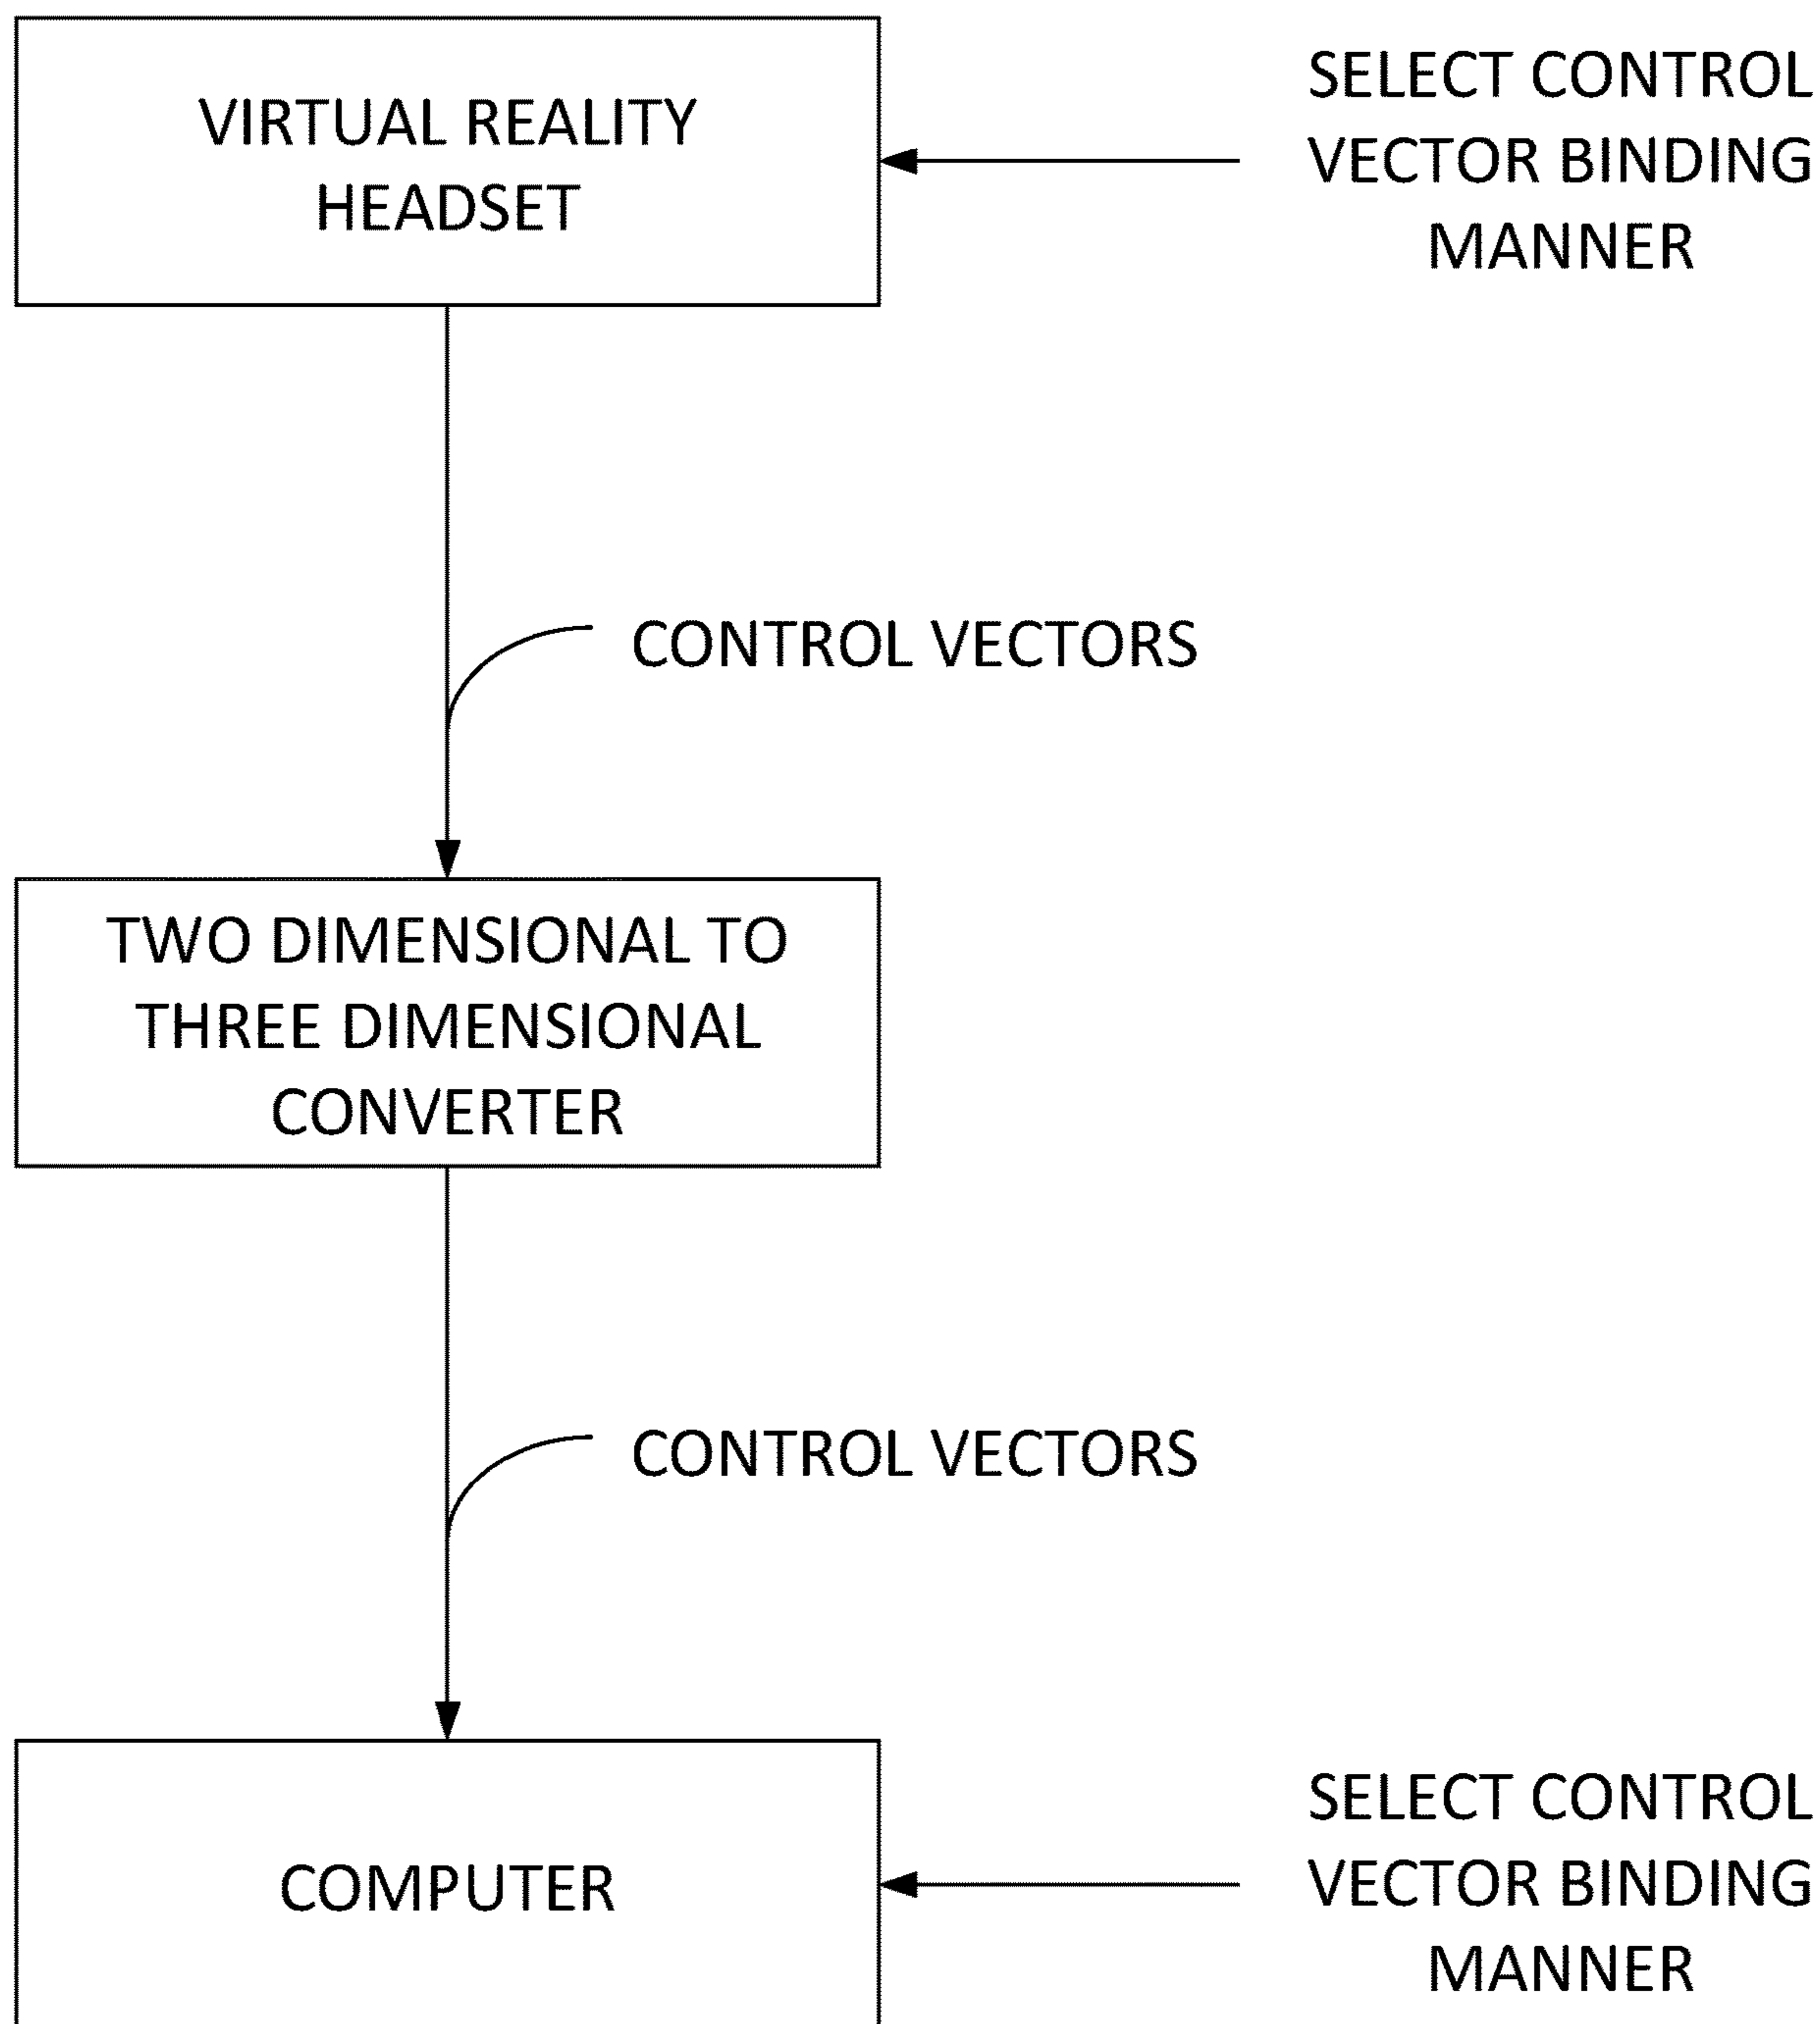 VIRTUAL REALITY
HEADSET
SELECT CONTROL
VECTOR BINDING
MANNER
CONTROL VECTORS
TWO DIMENSIONAL TO
THREE DIMENSIONAL
CONVERTER
CONTROL VECTORS
COMPUTER
SELECT CONTROL
VECTOR BINDING
MANNER